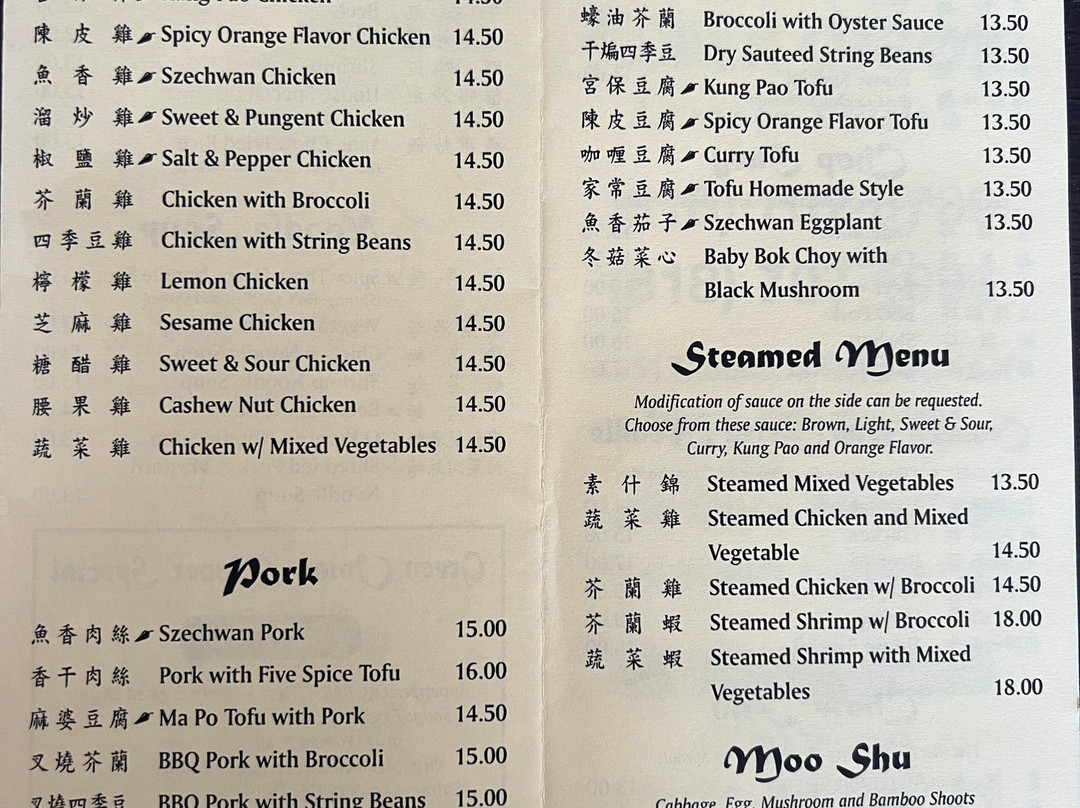 Kung Pao Chicken 14.50
陳皮雞 Spicy Orange Flavor Chicken 14.50
魚香雞 Szechwan Chicken 14.50
溜炒雞 Sweet & Pungent Chicken 14.50
椒鹽雞 Salt & Pepper Chicken 14.50
芥蘭雞 Chicken with Broccoli 14.50
四季豆雞 Chicken with String Beans 14.50
檸檬雞 Lemon Chicken 14.50
芝麻雞 Sesame Chicken 14.50
糖醋雞 Sweet & Sour Chicken 14.50
腰果雞 Cashew Nut Chicken 14.50
蔬菜雞 Chicken w/ Mixed Vegetables 14.50
Pork
魚香肉絲 Szechwan Pork 15.00
香干肉絲 Pork with Five Spice Tofu 16.00
麻婆豆腐 Ma Po Tofu with Pork 14.50
叉燒芥蘭 BBQ Pork with Broccoli 15.00
叉燒四季豆 BBQ Pork with String Beans 15.00
蠔油芥蘭 Broccoli with Oyster Sauce 13.50
干煸四季豆 Dry Sauteed String Beans 13.50
宮保豆腐 Kung Pao Tofu 13.50
陳皮豆腐 Spicy Orange Flavor Tofu 13.50
咖喱豆腐 Curry Tofu 13.50
家常豆腐 Tofu Homemade Style 13.50
魚香茄子 Szechwan Eggplant 13.50
冬菇菜心 Baby Bok Choy with
Black Mushroom 13.50
Steamed Menu
Modification of sauce on the side can be requested.
Choose from these sauce: Brown, Light, Sweet & Sour,
Curry, Kung Pao and Orange Flavor.
素什錦 Steamed Mixed Vegetables 13.50
蔬菜雞 Steamed Chicken and Mixed
Vegetable 14.50
芥蘭雞 Steamed Chicken w/ Broccoli 14.50
芥蘭蝦 Steamed Shrimp w/ Broccoli 18.00
蔬菜蝦 Steamed Shrimp with Mixed
Vegetables 18.00
Moo Shu
Cabbage, Egg, Mushroom and Bamboo Shoots